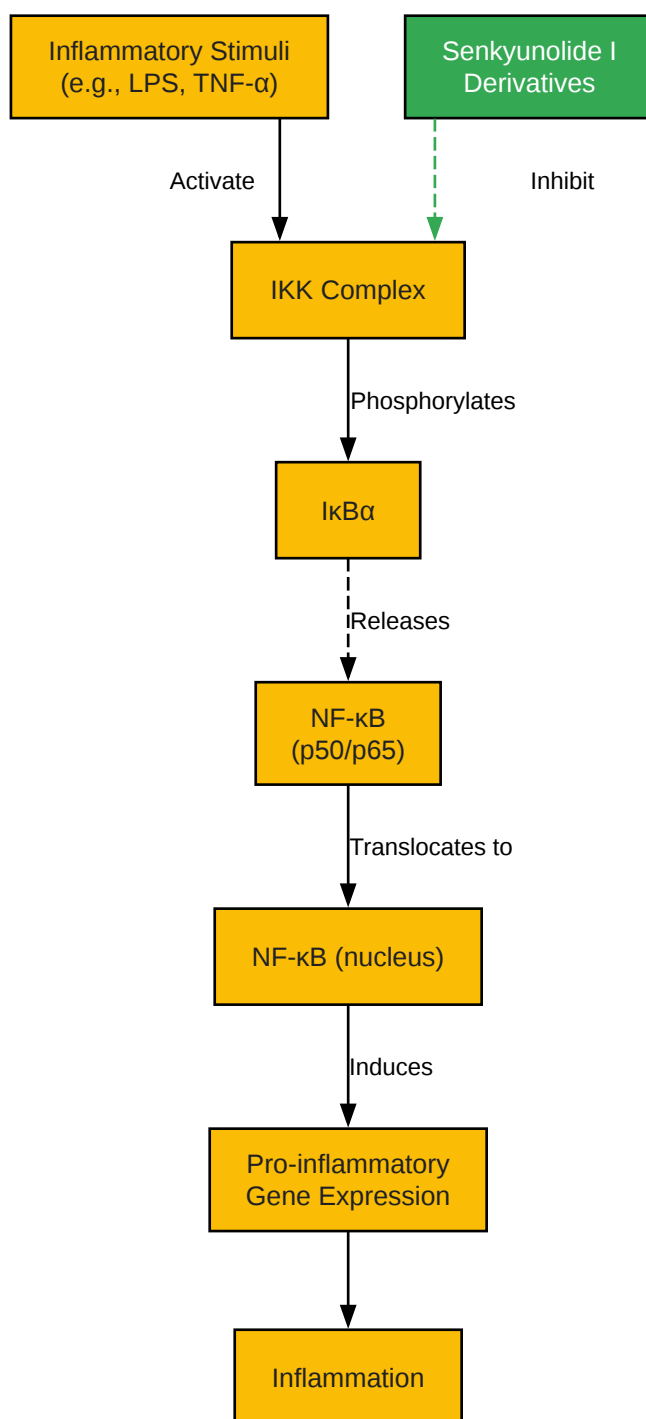 Inflammatory Stimuli
(e.g., LPS, TNF-α)
Senkyunolide I
Derivatives
Activate
Inhibit
IKK Complex
Phosphorylates
IκBα
Releases
NF-κB
(p50/p65)
Translocates to
NF-κB (nucleus)
Induces
Pro-inflammatory
Gene Expression
Inflammation